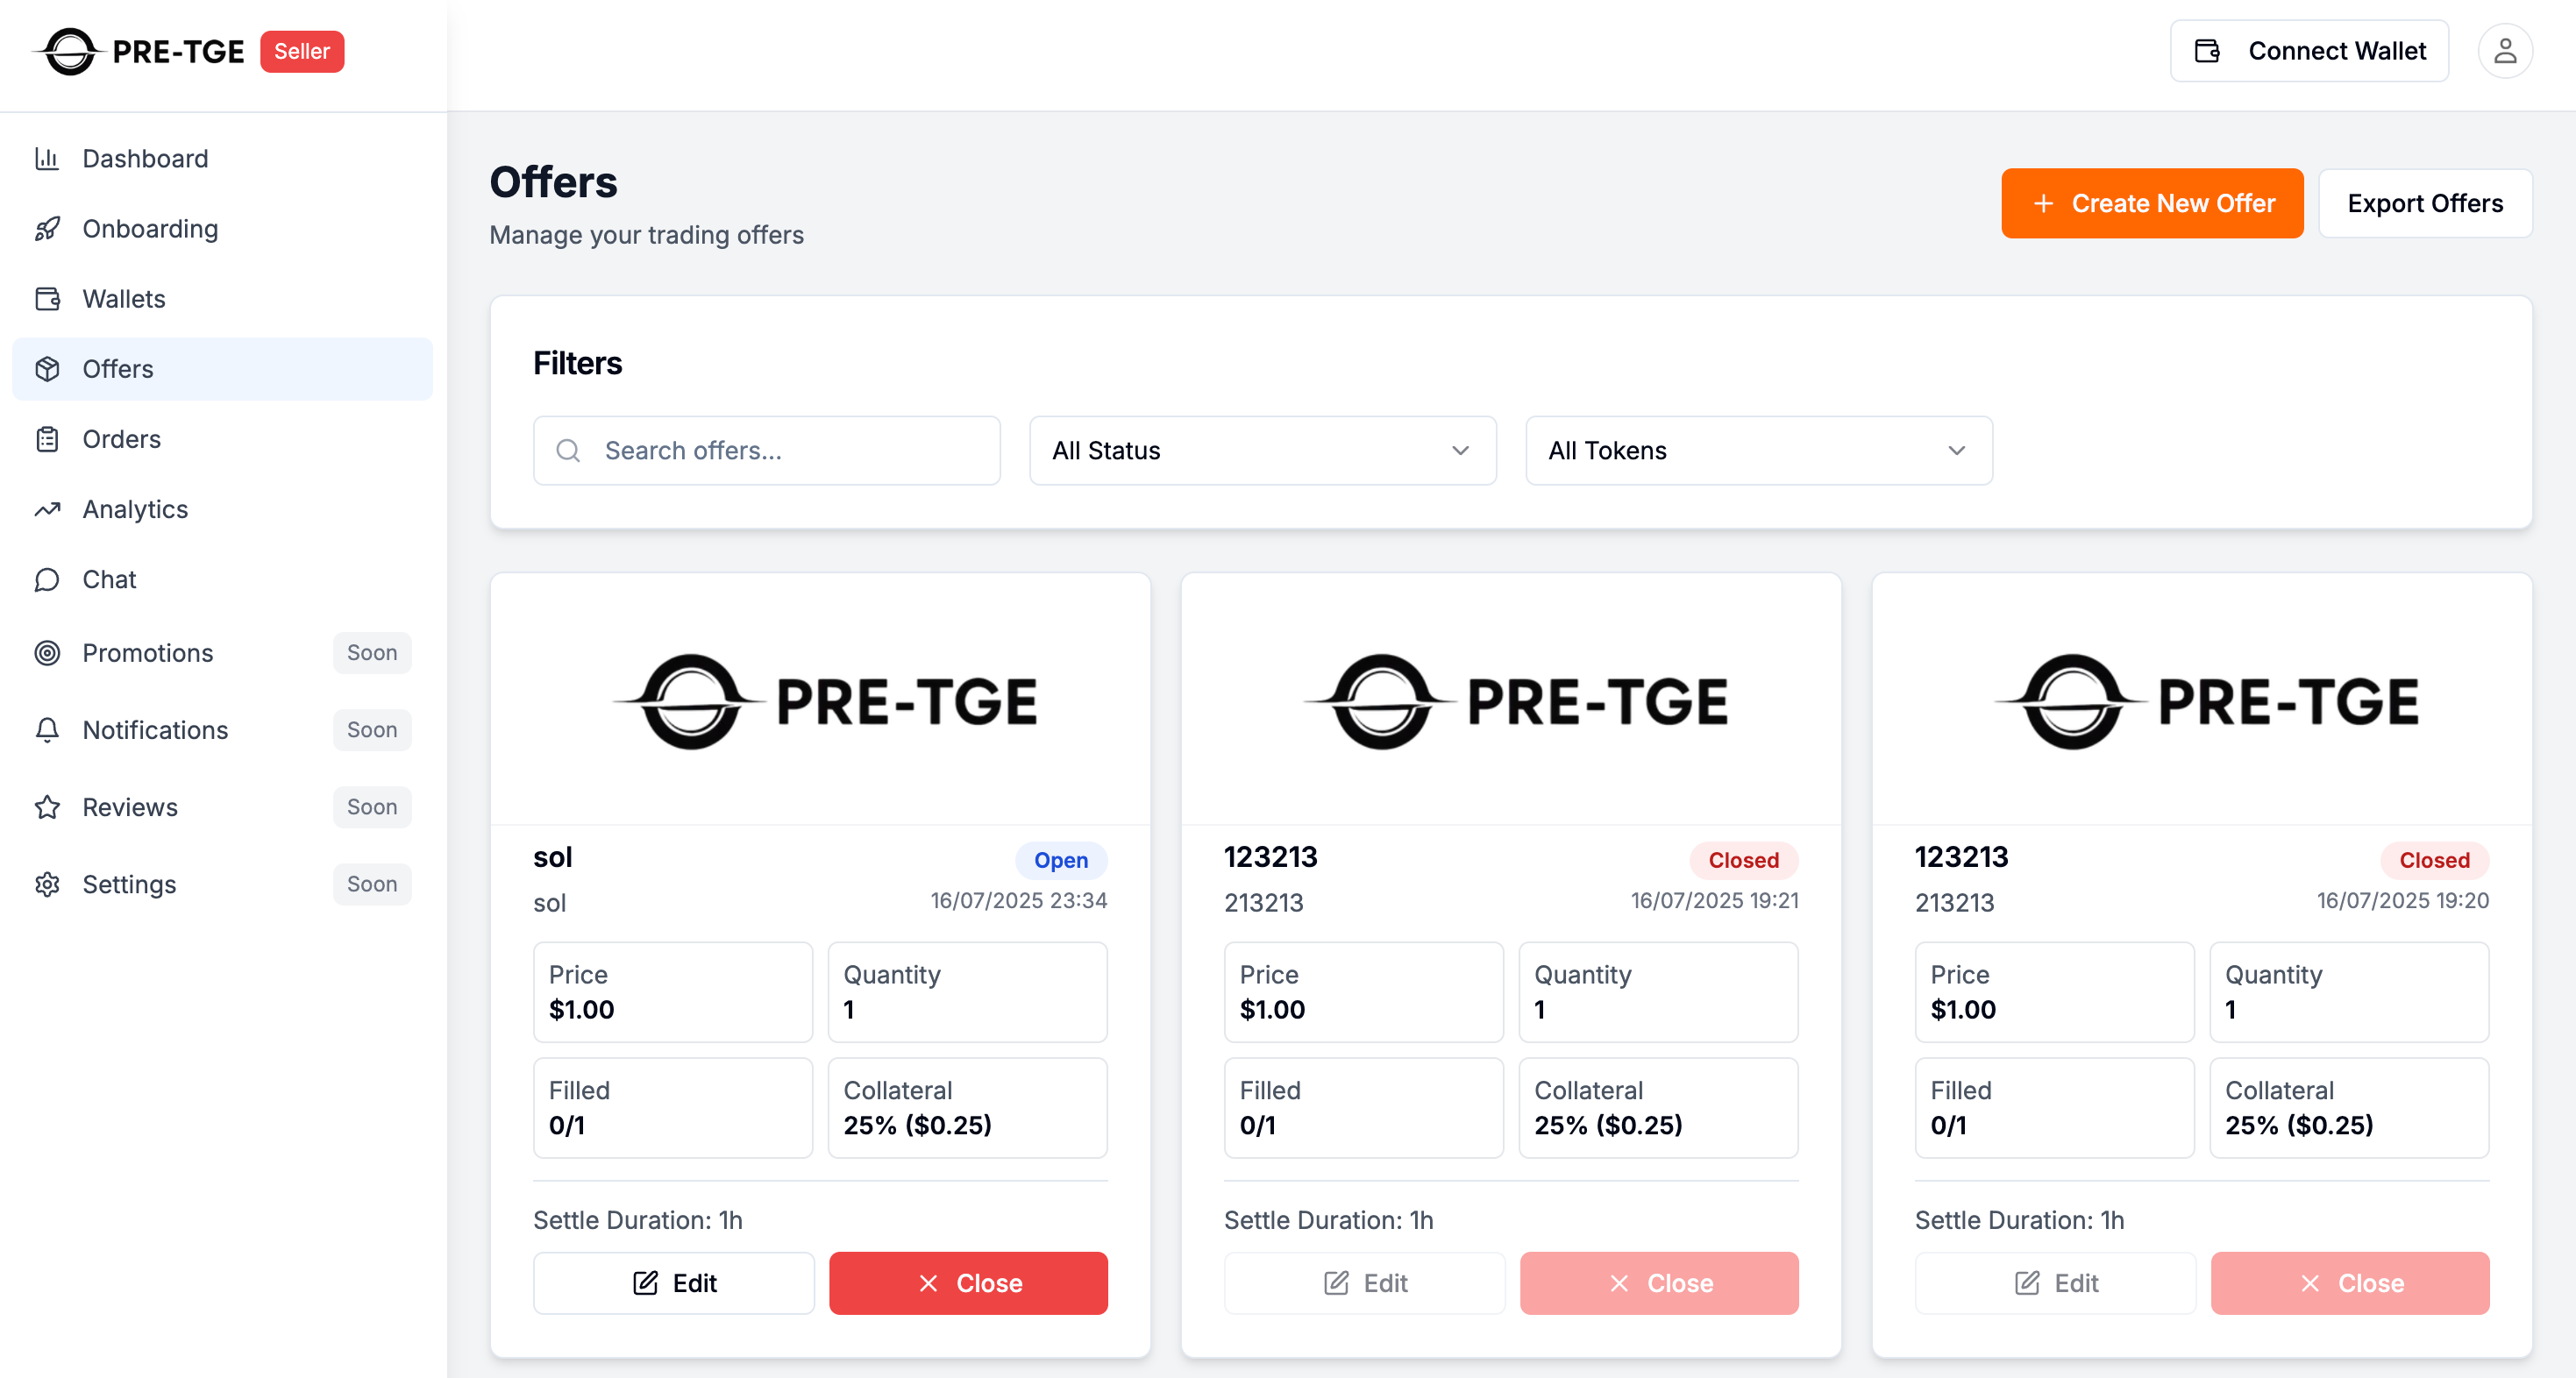 PRE-TGE Seller
Connect Wallet
Dashboard
Onboarding
Wallets
Offers
Orders
Analytics
Chat
Promotions Soon
Notifications Soon
Reviews Soon
Settings Soon
Offers
Manage your trading offers
Create New Offer
Export Offers
Filters
Search offers...
All Status
All Tokens
PRE-TGE
sol Open
sol 16/07/2025 23:34
Price
$1.00
Quantity
1
Filled
0/1
Collateral
25% ($0.25)
Settle Duration: 1h
Edit
Close
PRE-TGE
123213 Closed
213213 16/07/2025 19:21
Price
$1.00
Quantity
1
Filled
0/1
Collateral
25% ($0.25)
Settle Duration: 1h
Edit
Close
PRE-TGE
123213 Closed
213213 16/07/2025 19:20
Price
$1.00
Quantity
1
Filled
0/1
Collateral
25% ($0.25)
Settle Duration: 1h
Edit
Close